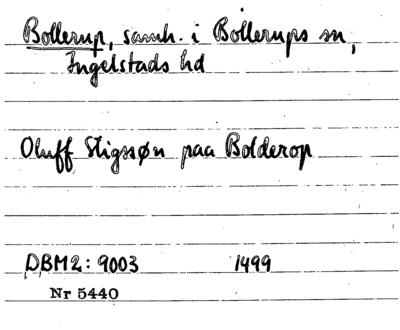 Bollerup, samh. i Bollerups sn,
Ingelstads hd
Oluff Stigssøn paa Bolderop
DBM2: 9003 1499
Nr 5440